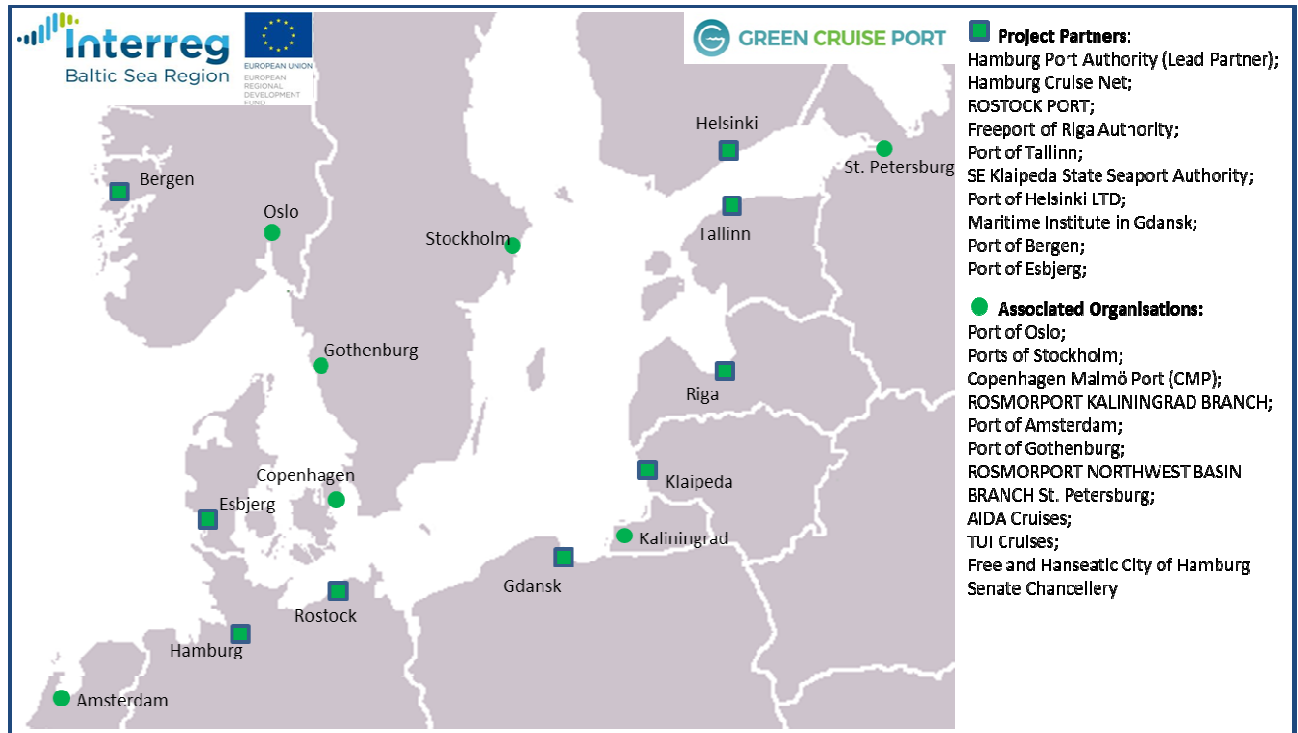 Interreg
Baltic Sea Region
EUROPEAN UNION
EUROPEAN
REGIONAL
DEVELOPMENT
FUND
GREEN CRUISE PORT
Helsinki
St. Petersburg
Bergen
Oslo
Stockholm
Tallinn
Gothenburg
Riga
Copenhagen
Esbjerg
Klaipeda
Kaliningrad
Gdansk
Rostock
Hamburg
Amsterdam
Project Partners:
Hamburg Port Authority (Lead Partner);
Hamburg Cruise Net;
ROSTOCK PORT;
Freeport of Riga Authority;
Port of Tallinn;
SE Klaipeda State Seaport Authority;
Port of Helsinki LTD;
Maritime Institute in Gdansk;
Port of Bergen;
Port of Esbjerg;
Associated Organisations:
Port of Oslo;
Ports of Stockholm;
Copenhagen Malmö Port (CMP);
ROSMORPORT KALININGRAD BRANCH;
Port of Amsterdam;
Port of Gothenburg;
ROSMORPORT NORTHWEST BASIN
BRANCH St. Petersburg;
AIDA Cruises;
TUI Cruises;
Free and Hanseatic City of Hamburg
Senate Chancellery